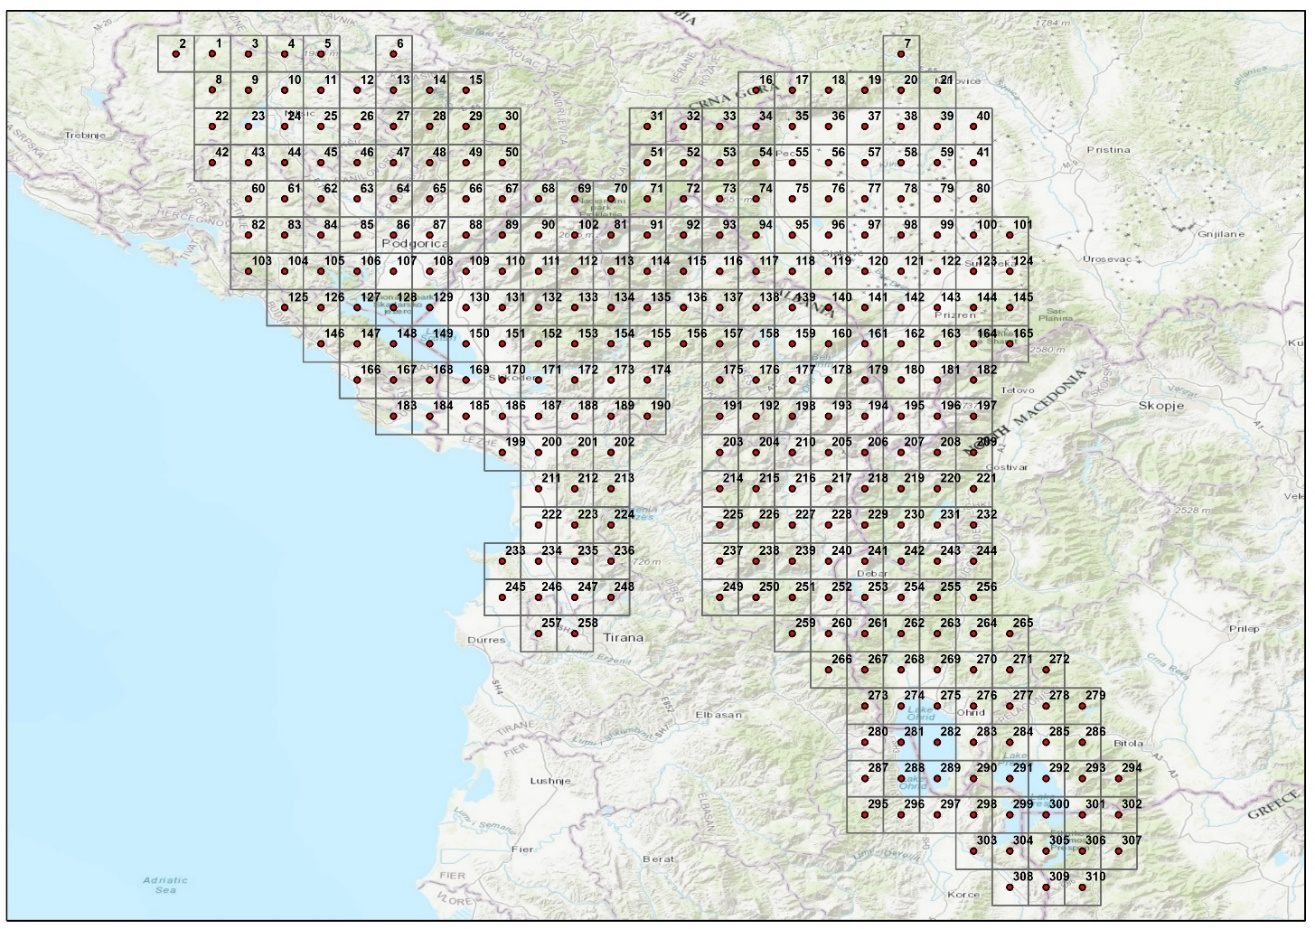 2 1 3 4 5 6 7
8 9 10 11 12 13 14 15 16 17 18 19 20 21
CRNA GORA
22 23 24 25 26 27 28 29 30 31 32 33 34 35 36 37 38 39 40
Trebinje
Pristina
42 43 44 45 46 47 48 49 50 51 52 53 54 55 56 57 58 59 41
60 61 62 63 64 65 66 67 68 69 70 71 72 73 74 75 76 77 78 79 80
82 83 84 85 86 87 88 89 90 102 81 91 92 93 94 95 96 97 98 99 100 101
Podgorica
Gnjilane
103 104 105 106 107 108 109 110 111 112 113 114 115 116 117 118 119 120 121 122 123 124
Urosevac
125 126 127 128 129 130 131 132 133 134 135 136 137 138 139 140 141 142 143 144 145
Prizren
Sar-
Planina
146 147 148 149 150 151 152 153 154 155 156 157 158 159 160 161 162 163 164 165
2580 m
166 167 168 169 170 171 172 173 174 175 176 177 178 179 180 181 182
Tetovo
Skopje
NORTH MACEDONIA
183 184 185 186 187 188 189 190 191 192 198 193 194 195 196 197
LEZHE
199 200 201 202 203 204 210 205 206 207 208 209
Gostivar
211 212 213 214 215 216 217 218 219 220 221
2528 m
222 223 224 225 226 227 228 229 230 231 232
233 234 235 236 237 238 239 240 241 242 243 244
Debar
245 246 247 248 249 250 251 252 253 254 255 256
257 258 259 260 261 262 263 264 265
Durres
Tirana
Prilep
266 267 268 269 270 271 272
273 274 275 276 277 278 279
Lake
Ohrid
Ohrid
Elbasan
TIRANE
FIER
280 281 282 283 284 285 286
Bitola
287 288 289 290 291 292 293 294
Lushnje
295 296 297 298 299 300 301 302
GREECE
303 304 305 306 307
Fier
Berat
FIER
VLORE
Adriatic
Sea
308 309 310
Korce